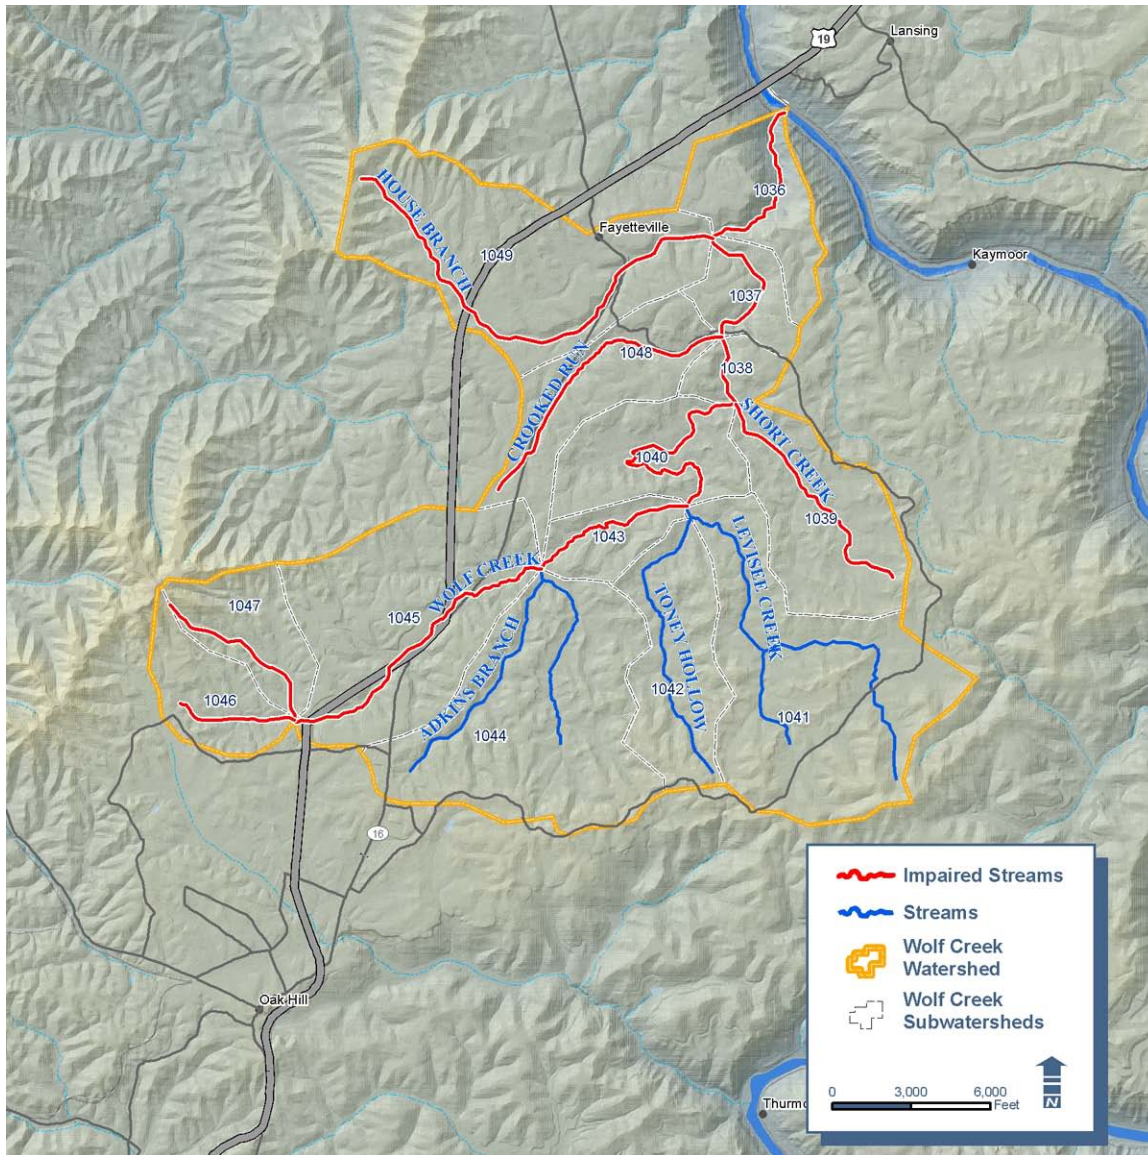 19
Lansing
1036
HOUSE BRANCH
Fayetteville
1049
Kaymoor
1037
1048
1038
CROOKED RUN
SHORT CREEK
1040
1039
1043
LEVISEE CREEK
WOLF CREEK
TONEY HOLLOW
1047
1045
ADKINS BRANCH
1046
1042
1041
1044
16
Oak Hill
Impaired Streams
Streams
Wolf Creek
Watershed
Wolf Creek
Subwatersheds
N
0 3,000 6,000
Feet